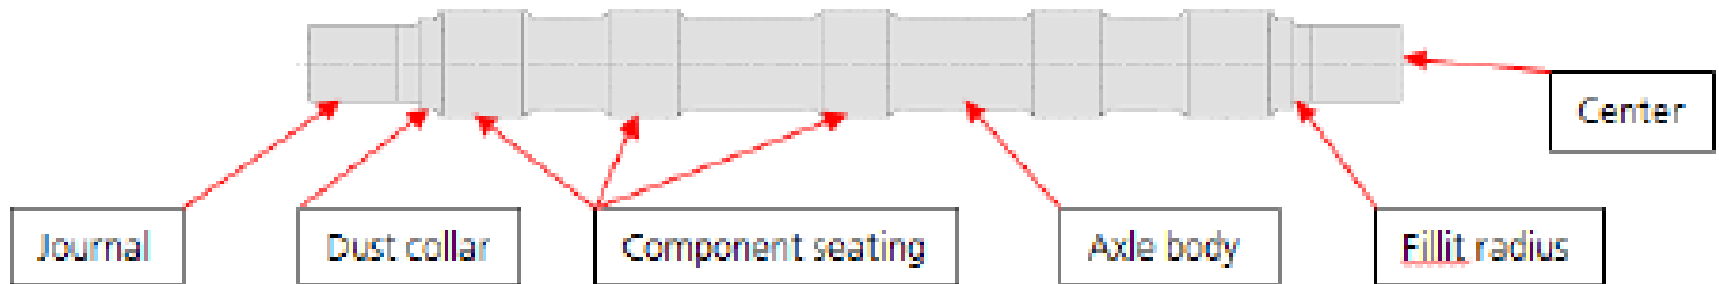 Center
Journal
Dust collar
Component seating
Axle body
Fillit radius